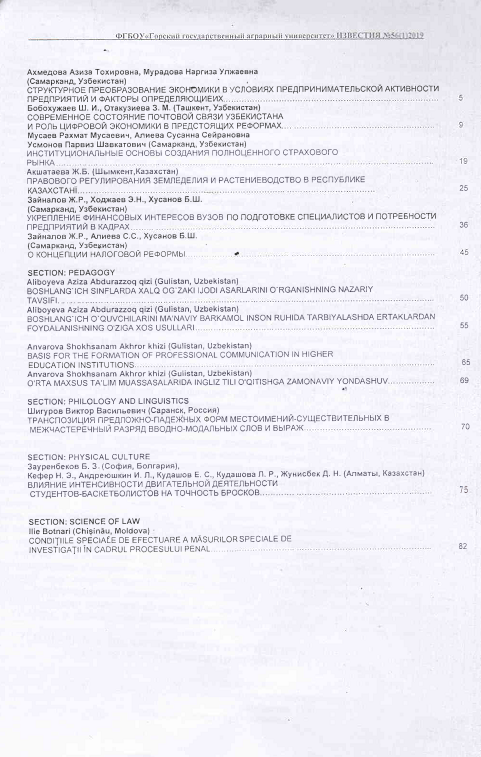 ФГБОУ«Горский государственный аграрный университет» ИЗВЕСТИЯ №56(1)2019
Ахмедова Азиза Тохировна, Мурадова Наргиза Улжаевна
(Самарканд, Узбекистан)
СТРУКТУРНОЕ ПРЕОБРАЗОВАНИЕ ЭКОНОМИКИ В УСЛОВИЯХ ПРЕДПРИНИМАТЕЛЬСКОЙ АКТИВНОСТИ
ПРЕДПРИЯТИЙ И ФАКТОРЫ ОПРЕДЕЛЯЮЩИЕИХ 5
Бобохужаев Ш. И., Отакузиева З. М. (Ташкент, Узбекистан)
СОВРЕМЕННОЕ СОСТОЯНИЕ ПОЧТОВОЙ СВЯЗИ УЗБЕКИСТАНА
И РОЛЬ ЦИФРОВОЙ ЭКОНОМИКИ В ПРЕДСТОЯЩИХ РЕФОРМАХ 9
Мусаев Рахмат Мусаевич, Алиева Сусанна Сейрановна
Усмонов Парвиз Шавкатович (Самарканд, Узбекистан)
ИНСТИТУЦИОНАЛЬНЫЕ ОСНОВЫ СОЗДАНИЯ ПОЛНОЦЕННОГО СТРАХОВОГО
РЫНКА 19
Акшатаева Ж.Б. (Шымкент,Казахстан)
ПРАВОВОГО РЕГУЛИРОВАНИЯ ЗЕМЛЕДЕЛИЯ И РАСТЕНИЕВОДСТВО В РЕСПУБЛИКЕ
КАЗАХСТАНІ 25
Зайналов Ж.Р., Ходжаев Э.Н., Хусанов Б.Ш.
(Самарканд, Узбекистан)
УКРЕПЛЕНИЕ ФИНАНСОВЫХ ИНТЕРЕСОВ ВУЗОВ ПО ПОДГОТОВКЕ СПЕЦИАЛИСТОВ И ПОТРЕБНОСТИ
ПРЕДПРИЯТИЙ В КАДРАХ 36
Зайналов Ж.Р., Алиева С.С., Хусанов Б.Ш.
(Самарканд, Узбекистан)
О КОНЦЕПЦИИ НАЛОГОВОЙ РЕФОРМЫ 45
SECTION: PEDAGOGY
Aliboyeva Aziza Abdurazzoq qizi (Gulistan, Uzbekistan)
BOSHLANG`ICH SINFLARDA XALQ OG`ZAKI IJODI ASARLARINI O`RGANISHNING NAZARIY
TAVSIFI 50
Aliboyeva Aziza Abdurazzoq qizi (Gulistan, Uzbekistan)
BOSHLANG`ICH O`QUVCHILARINI MA'NAVIY BARKAMOL INSON RUHIDA TARBIYALASHDA ERTAKLARDAN
FOYDALANISHNING O'ZIGA XOS USULLARI 55
Anvarova Shokhsanam Akhror khizi (Gulistan, Uzbekistan)
BASIS FOR THE FORMATION OF PROFESSIONAL COMMUNICATION IN HIGHER
EDUCATION INSTITUTIONS 65
Anvarova Shokhsanam Akhror khizi (Gulistan, Uzbekistan)
O'RTA MAXSUS TA'LIM MUASSASALARIDA INGLIZ TILI O'QITISHGA ZAMONAVIY YONDASHUV 69
SECTION: PHILOLOGY AND LINGUISTICS
Шигуров Виктор Васильевич (Саранск, Россия)
ТРАНСПОЗИЦИЯ ПРЕДЛОЖНО-ПАДЕЖНЫХ ФОРМ МЕСТОИМЕНИЙ-СУЩЕСТВИТЕЛЬНЫХ В
МЕЖЧАСТЕРЕЧНЫЙ РАЗРЯД ВВОДНО-МОДАЛЬНЫХ СЛОВ И ВЫРАЖ 70
SECTION: PHYSICAL CULTURE
Зауренбеков Б. З. (София, Болгария),
Кефер Н. Э., Андреюшкин И. Л., Кудашов Е. С., Кудашова Л. Р., Жунисбек Д. Н. (Алматы, Казахстан)
ВЛИЯНИЕ ИНТЕНСИВНОСТИ ДВИГАТЕЛЬНОЙ ДЕЯТЕЛЬНОСТИ
СТУДЕНТОВ-БАСКЕТБОЛИСТОВ НА ТОЧНОСТЬ БРОСКОВ 75
SECTION: SCIENCE OF LAW
Ilie Botnari (Chișinău, Moldova)
CONDIȚIILE SPECIALE DE EFECTUARE A MĂSURILOR SPECIALE DE
INVESTIGAȚII ÎN CADRUL PROCESULUI PENAL 82